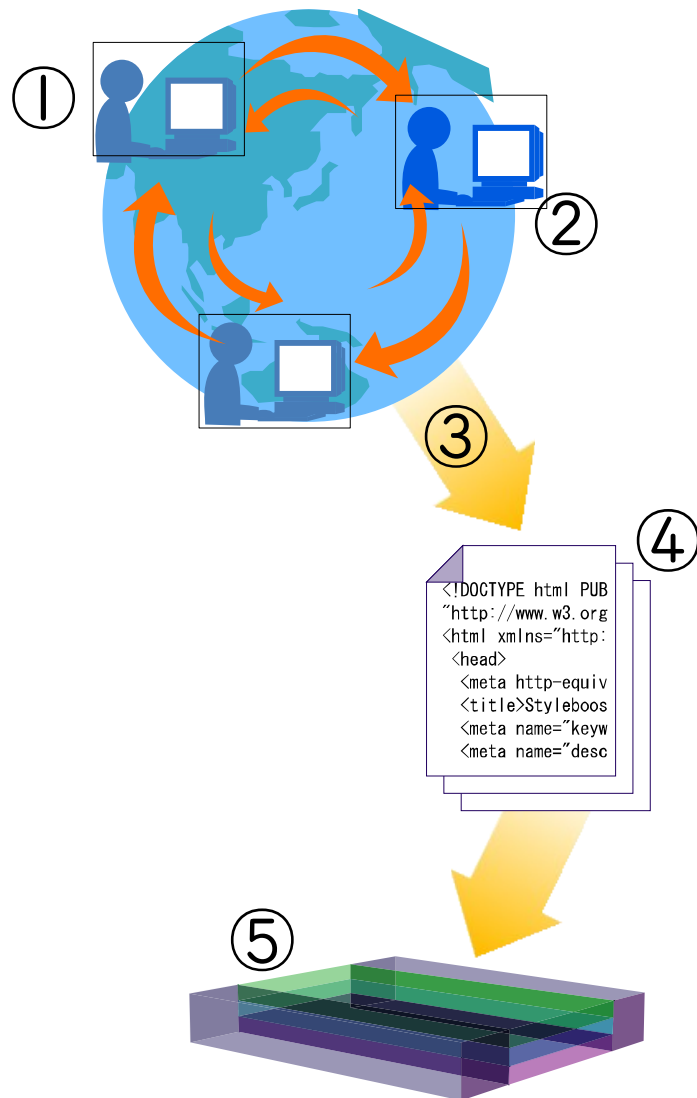 ①
②
③
④
<!DOCTYPE html PUB
"http://www.w3.org
<html xmlns="http:
<head>
<meta http-equiv
<title>Styleboos
<meta name="keyw
<meta name="desc
⑤